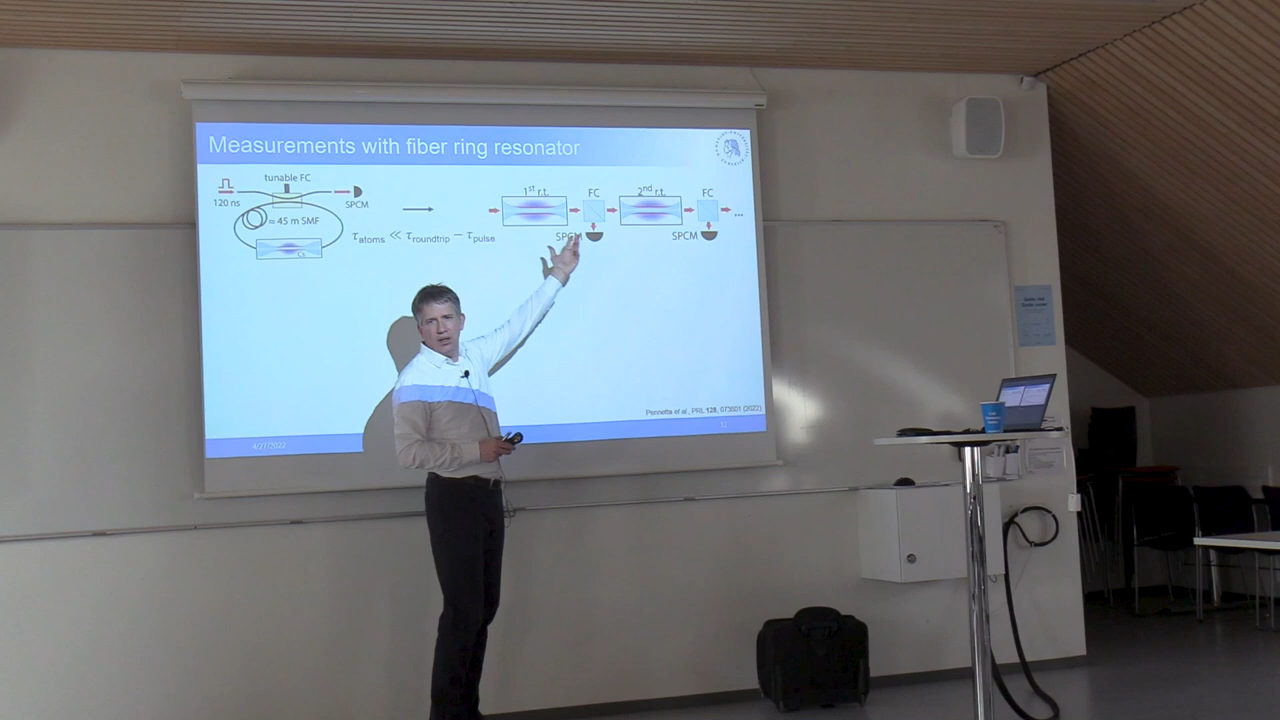 Measurements with fiber ring resonator
tunable FC
120 ns
SPCM
≈ 45 m SMF
Cs
τatoms ≪ τroundtrip − τpulse
1st r.t.
FC
2nd r.t.
FC
...
SPCM
SPCM
Pennetta et al., PRL 128, 073601 (2022)
4/27/2022
12